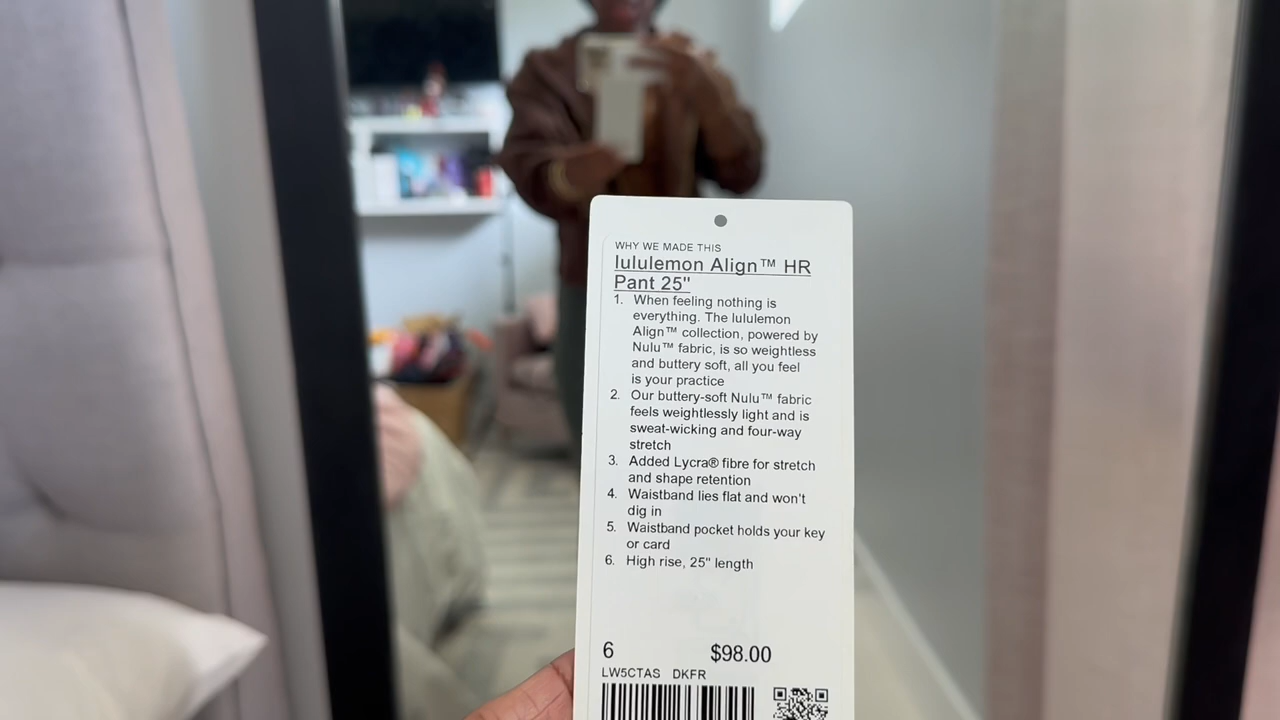 WHY WE MADE THIS
lululemon Align™ HR
Pant 25"
1. When feeling nothing is
everything. The lululemon
Align™ collection, powered by
Nulu™ fabric, is so weightless
and buttery soft, all you feel
is your practice
2. Our buttery-soft Nulu™ fabric
feels weightlessly light and is
sweat-wicking and four-way
stretch
3. Added Lycra® fibre for stretch
and shape retention
4. Waistband lies flat and won't
dig in
5. Waistband pocket holds your key
or card
6. High rise, 25" length
6 $98.00
LW5CTAS DKFR